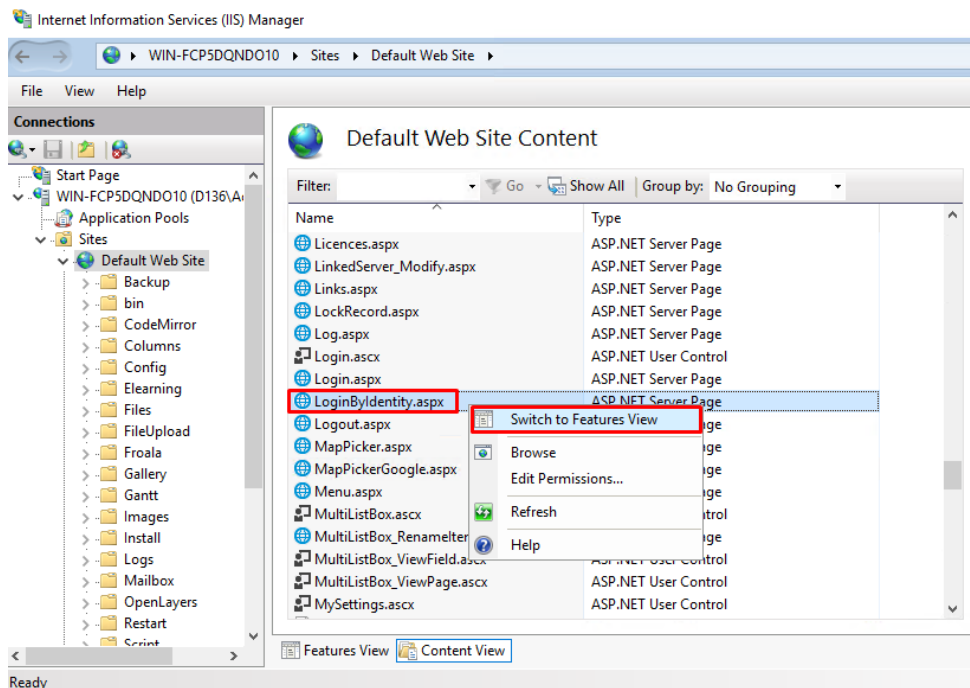 Internet Information Services (IIS) Manager
WIN-FCP5DQNDO10 Sites Default Web Site
File View Help
Connections
Start Page
WIN-FCP5DQNDO10 (D136\A
Application Pools
Sites
Default Web Site
Backup
bin
CodeMirror
Columns
Config
Elearning
Files
FileUpload
Froala
Gallery
Gantt
Images
Install
Logs
Mailbox
OpenLayers
Restart
Script
Default Web Site Content
Filter: Go Show All Group by: No Grouping
Name Type
Licences.aspx ASP.NET Server Page
LinkedServer_Modify.aspx ASP.NET Server Page
Links.aspx ASP.NET Server Page
LockRecord.aspx ASP.NET Server Page
Log.aspx ASP.NET Server Page
Login.ascx ASP.NET User Control
Login.aspx ASP.NET Server Page
LoginByIdentity.aspx ASP.NET Server Page
Logout.aspx
MapPicker.aspx
MapPickerGoogle.aspx
Menu.aspx
MultiListBox.ascx
MultiListBox_RenameIter
MultiListBox_ViewField.ascx ASP.NET User Control
MultiListBox_ViewPage.ascx ASP.NET User Control
MySettings.ascx ASP.NET User Control
Switch to Features View
Browse
Edit Permissions...
Refresh
Help
Features View Content View
Ready